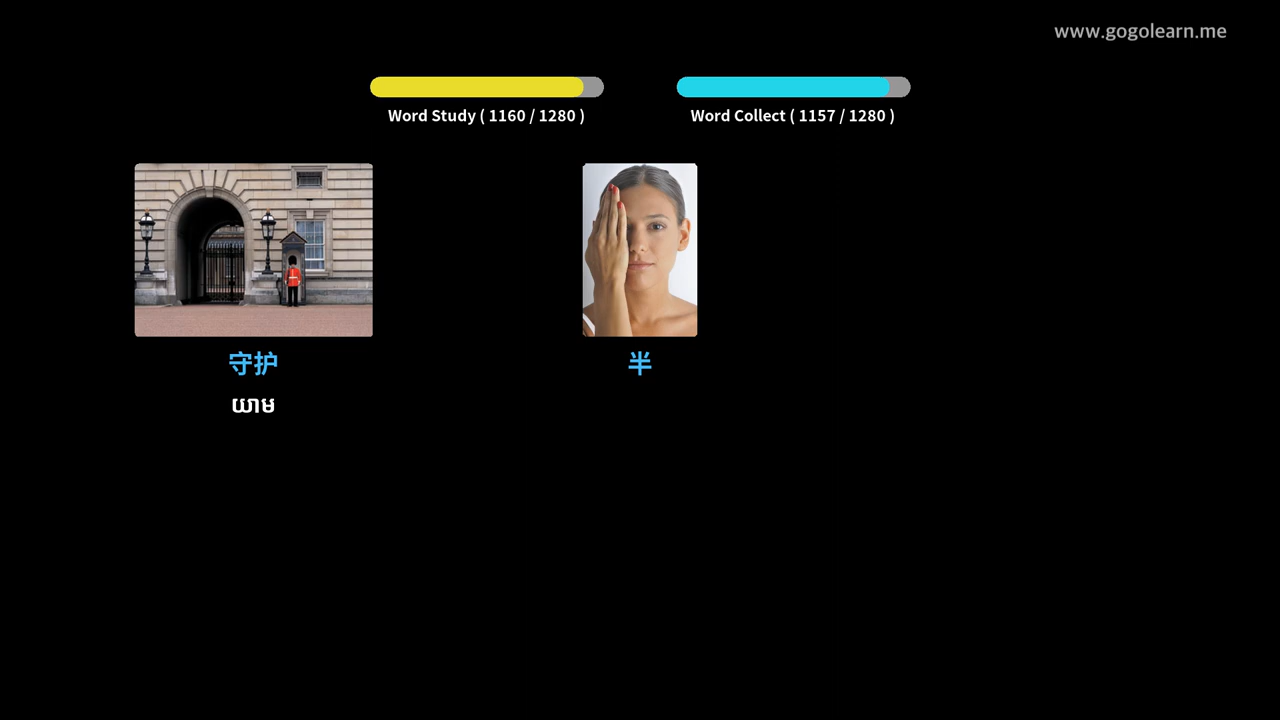 www.gogolearn.me
Word Study ( 1160 / 1280 )
Word Collect ( 1157 / 1280 )
守护
半
យាម